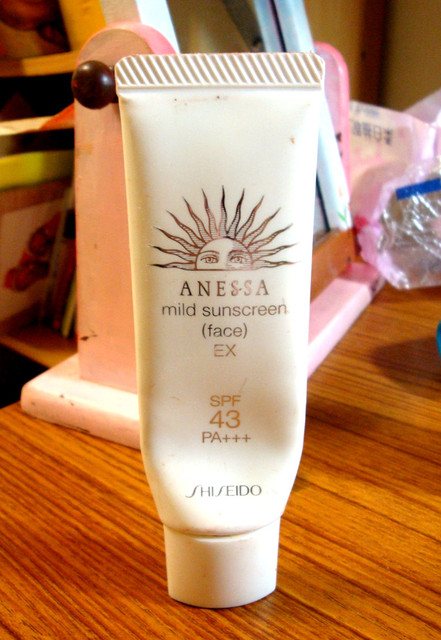 ANESSA
mild sunscreen
(face)
EX
SPF
43
PA+++
SHISEIDO